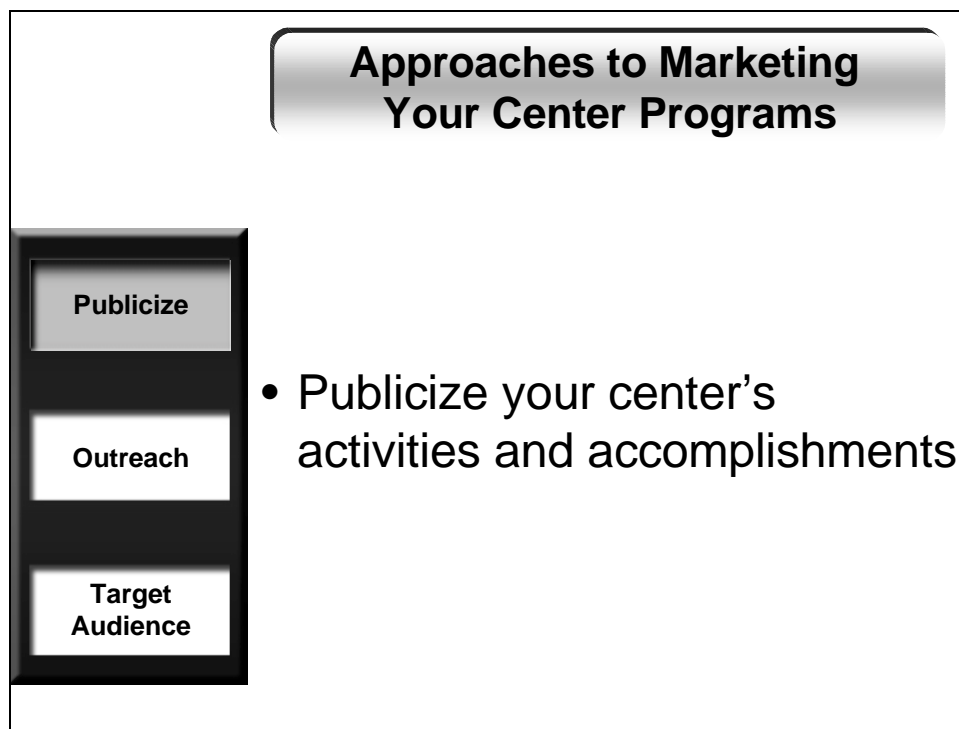 Approaches to Marketing
Your Center Programs
Publicize
Outreach
Target
Audience
• Publicize your center’s
activities and accomplishments